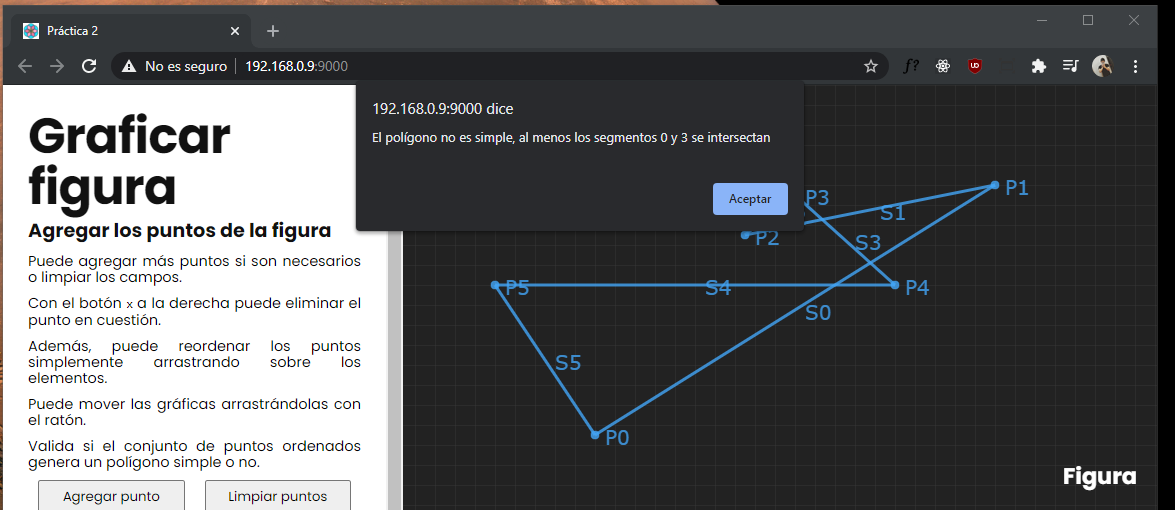 Práctica 2
No es seguro 192.168.0.9:9000
f?
UD
192.168.0.9:9000 dice
El polígono no es simple, al menos los segmentos 0 y 3 se intersectan
Aceptar
Graficar
figura
Agregar los puntos de la figura
Puede agregar más puntos si son necesarios
o limpiar los campos.
Con el botón x a la derecha puede eliminar el
punto en cuestión.
Además, puede reordenar los puntos
simplemente arrastrando sobre los
elementos.
Puede mover las gráficas arrastrándolas con
el ratón.
Valida si el conjunto de puntos ordenados
genera un polígono simple o no.
Agregar punto
Limpiar puntos
P3
P1
S1
P2
S3
P5
S4
P4
S0
S5
P0
Figura